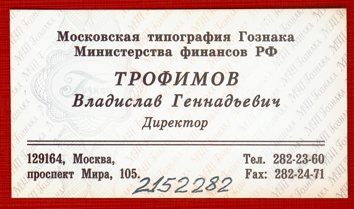 Московская типография Гознака
Министерства финансов РФ
ТРОФИМОВ
Владислав Геннадьевич
Директор
129164, Москва,
проспект Мира, 105.
Тел. 282-23-60
Fax: 282-24-71
2152282